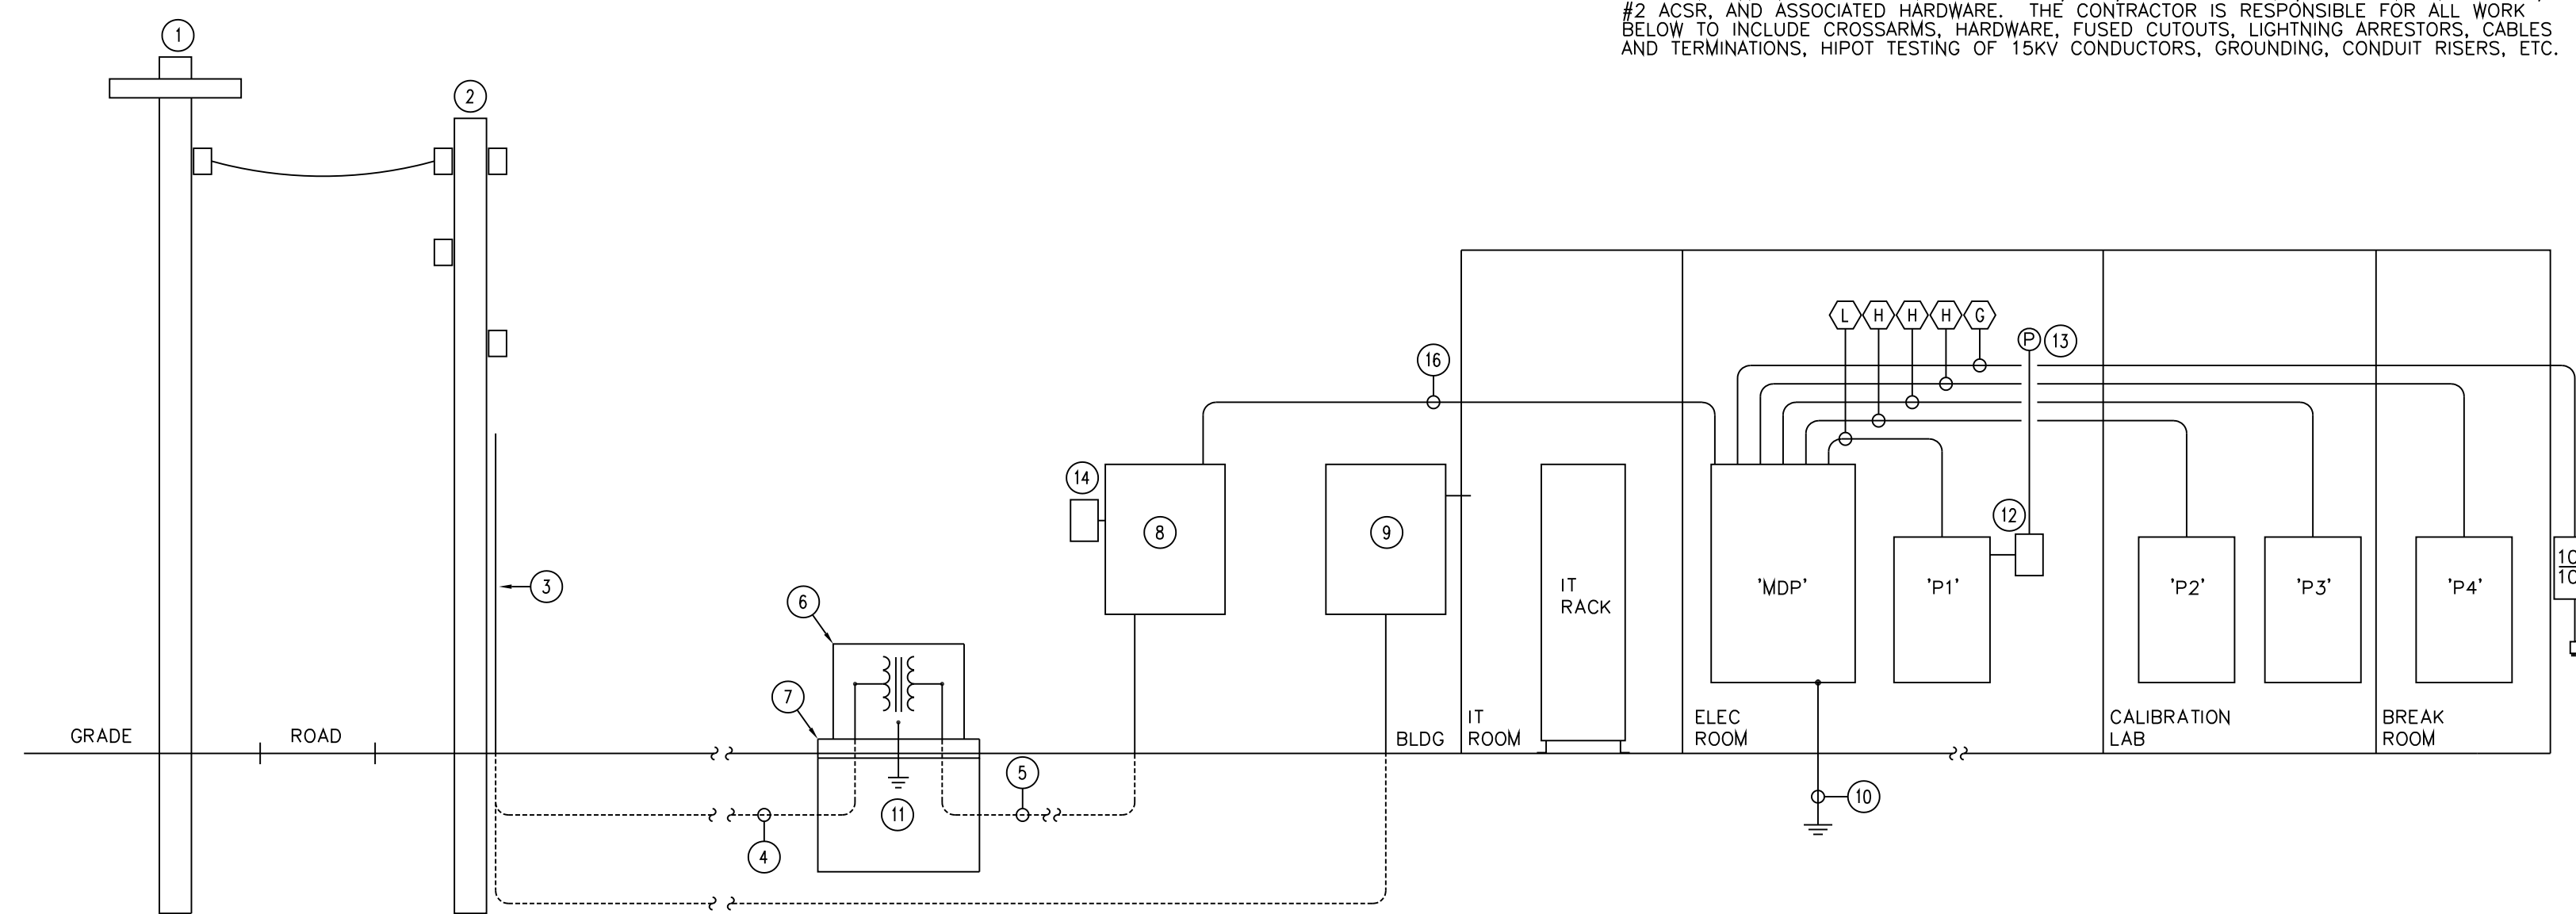 #2 ACSR, AND ASSOCIATED HARDWARE. THE CONTRACTOR IS RESPONSIBLE FOR ALL WORK
BELOW TO INCLUDE CROSSARMS, HARDWARE, FUSED CUTOUTS, LIGHTNING ARRESTORS, CABLES
AND TERMINATIONS, HIPOT TESTING OF 15KV CONDUCTORS, GROUNDING, CONDUIT RISERS, ETC.
1
2
L H H H G
P 13
16
14
12
8
9
3
6
IT
RACK
'MDP'
'P1'
'P2'
'P3'
'P4'
7
GRADE
ROAD
BLDG
IT
ROOM
ELEC
ROOM
CALIBRATION
LAB
BREAK
ROOM
5
10
11
4